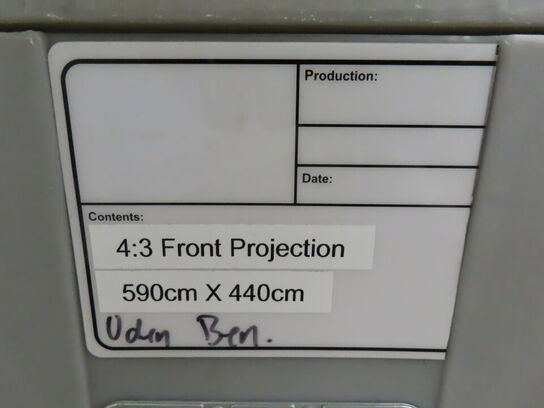 Production:
Date:
Contents:
4:3 Front Projection
590cm X 440cm
Uden Ben.